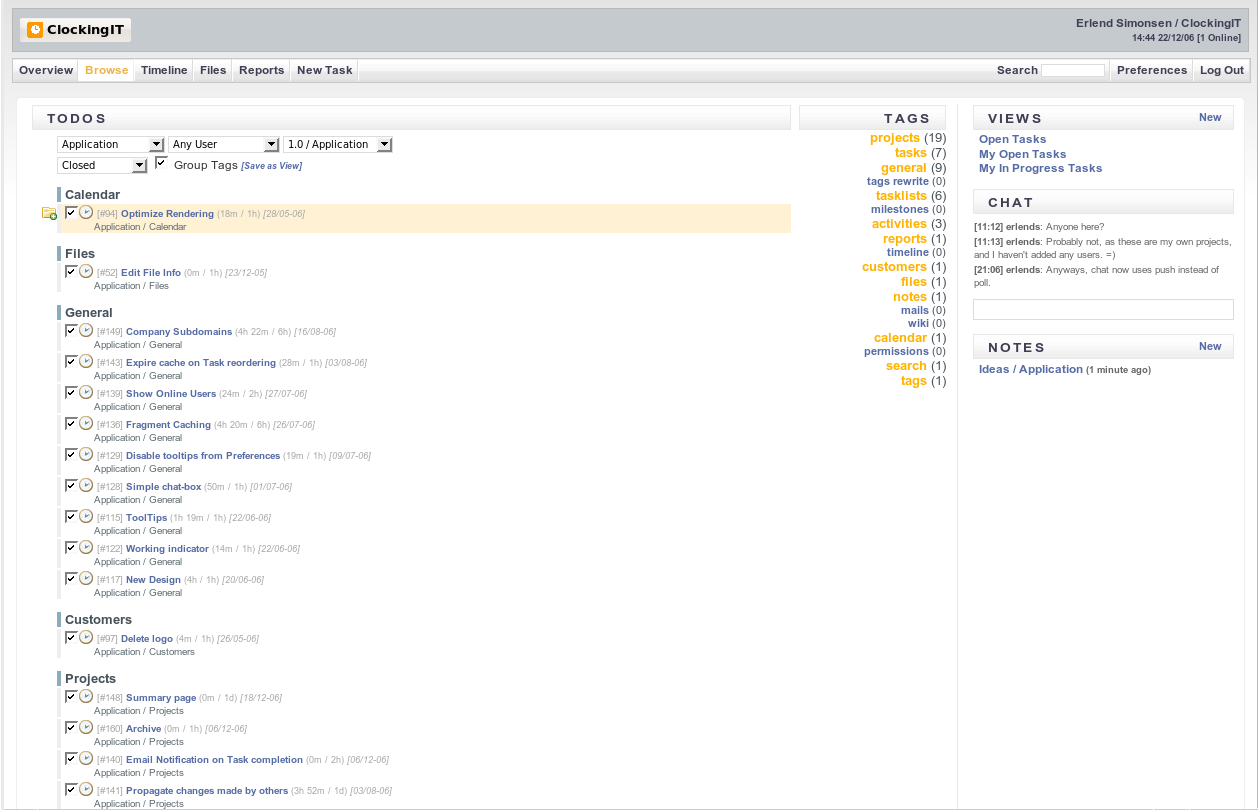 ClockingIT
Erlend Simonsen / ClockingIT
14:44 22/12/06 [1 Online]
Overview Browse Timeline Files Reports New Task Search Preferences Log Out
TODOS
Application Any User 1.0 / Application
Closed Group Tags [Save as View]
Calendar
[#94] Optimize Rendering (18m / 1h) [28/05-06]
Application / Calendar
Files
[#52] Edit File Info (0m / 1h) [23/12-05]
Application / Files
General
[#149] Company Subdomains (4h 22m / 6h) [16/08-06]
Application / General
[#143] Expire cache on Task reordering (28m / 1h) [03/08-06]
Application / General
[#139] Show Online Users (24m / 2h) [27/07-06]
Application / General
[#136] Fragment Caching (4h 20m / 6h) [26/07-06]
Application / General
[#129] Disable tooltips from Preferences (19m / 1h) [09/07-06]
Application / General
[#128] Simple chat-box (50m / 1h) [01/07-06]
Application / General
[#115] ToolTips (1h 19m / 1h) [22/06-06]
Application / General
[#122] Working indicator (14m / 1h) [22/06-06]
Application / General
[#117] New Design (4h / 1h) [20/06-06]
Application / General
Customers
[#97] Delete logo (4m / 1h) [26/05-06]
Application / Customers
Projects
[#148] Summary page (0m / 1d) [18/12-06]
Application / Projects
[#160] Archive (0m / 1h) [06/12-06]
Application / Projects
[#140] Email Notification on Task completion (0m / 2h) [06/12-06]
Application / Projects
[#141] Propagate changes made by others (3h 52m / 1d) [03/08-06]
Application / Projects
TAGS
projects (19)
tasks (7)
general (9)
tags rewrite (0)
tasklists (6)
milestones (0)
activities (3)
reports (1)
timeline (0)
customers (1)
files (1)
notes (1)
mails (0)
wiki (0)
calendar (1)
permissions (0)
search (1)
tags (1)
VIEWS New
Open Tasks
My Open Tasks
My In Progress Tasks
CHAT
[11:12] erlends: Anyone here?
[11:13] erlends: Probably not, as these are my own projects,
and I haven't added any users. =)
[21:06] erlends: Anyways, chat now uses push instead of
poll.
NOTES New
Ideas / Application (1 minute ago)